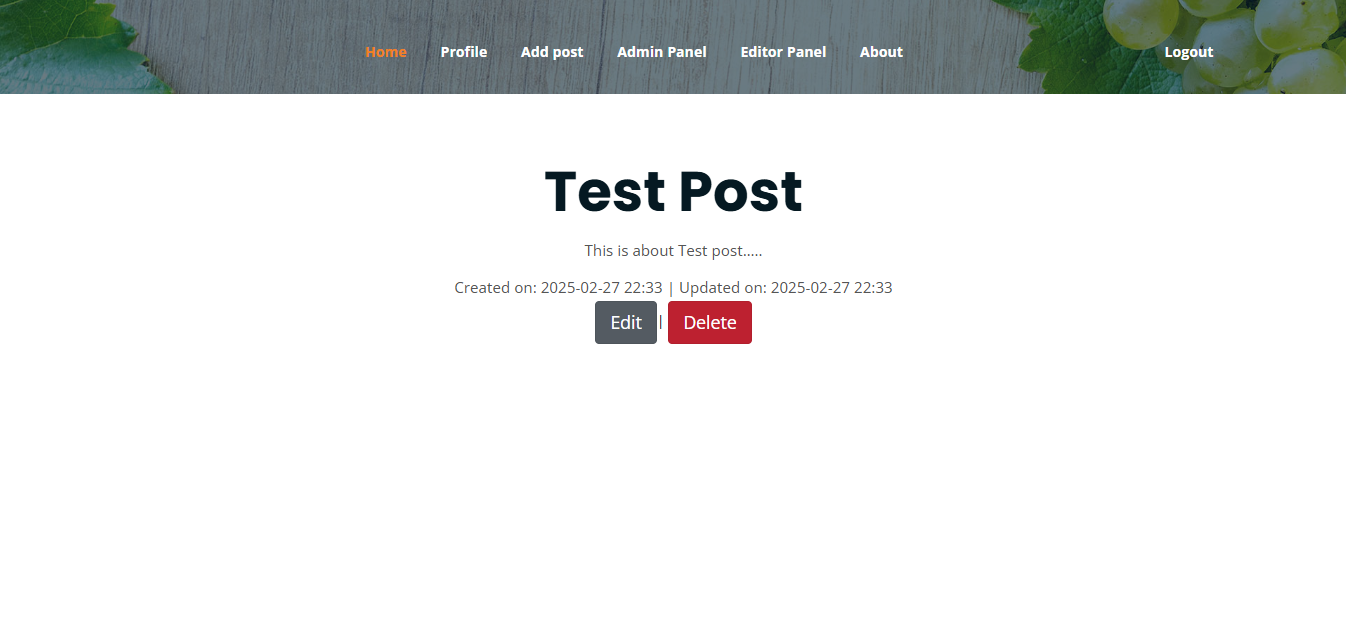 Home Profile Add post Admin Panel Editor Panel About Logout
Test Post
This is about Test post.....
Created on: 2025-02-27 22:33 | Updated on: 2025-02-27 22:33
Edit | Delete